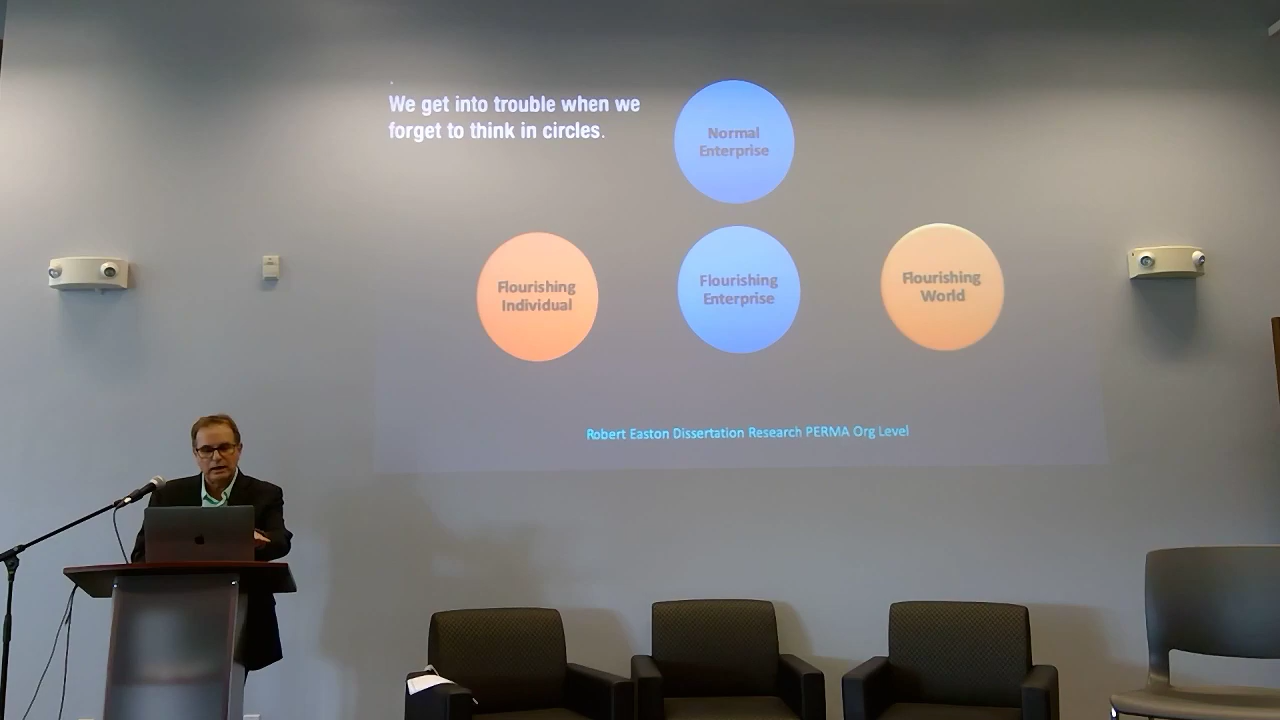 We get into trouble when we
forget to think in circles.
Normal
Enterprise
Flourishing
Individual
Flourishing
Enterprise
Flourishing
World
Robert Easton Dissertation Research PERMA Org Level